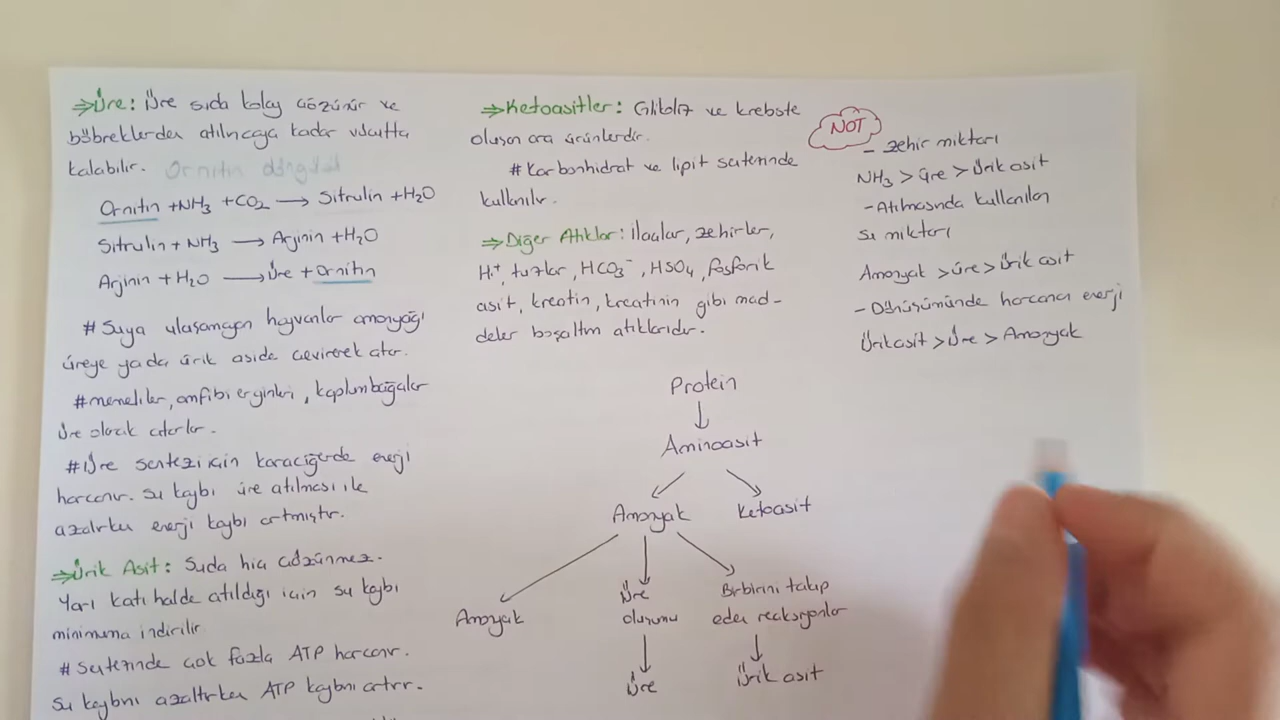 ⇒Üre: Üre suda kolay çözünür ve
böbreklerden atılıncaya kadar vücutta
kalabilir. Ornitin döngüsü
Ornitin +NH3 +CO2 → Sitrulin +H2O
Sitrulin + NH3 → Arjinin +H2O
Arjinin + H2O → Üre + Ornitin
# Suya ulaşamayan hayvanlar amonyağı
üreye yada ürik aside çevirerek atar.
# memeliler, amfibi erginleri, kaplumbağalar
üre olarak atarlar.
# Üre sentezi için karaciğerde enerji
harcanır. Su kaybı üre atılması ile
azalırken enerji kaybı artmıştır.
⇒Ürik Asit: Suda hiç çözünmez.
Yarı katı halde atıldığı için su kaybı
minimuma indirilir
# Sentezinde çok fazla ATP harcanır.
Su kaybını azaltırken ATP kaybını artırır.
⇒Ketoasitler: Glikoliz ve krebste
oluşan ara ürünlerdir.
# Karbonhidrat ve lipit sentezinde
kullanılır.
⇒Diğer Atıklar: İlaçlar, zehirler,
H+, tuzlar, HCO3-, HSO4, fosforik
asit, kreatin, kreatinin gibi mad-
deler boşaltım atıklarıdır.
Protein
↓
Aminoasit
Amonyak Ketoasit
Amonyak
Üre
oluşumu
Üre
Birbirini takip
eden reaksiyonlar
Ürik asit
NOT
- zehir miktarı
NH3 > Üre > Ürik asit
- Atılmasında kullanılan
su miktarı
Amonyak > üre > Ürik asit
- Dönüşümünde harcanan enerji
Ürik asit > Üre > Amonyak